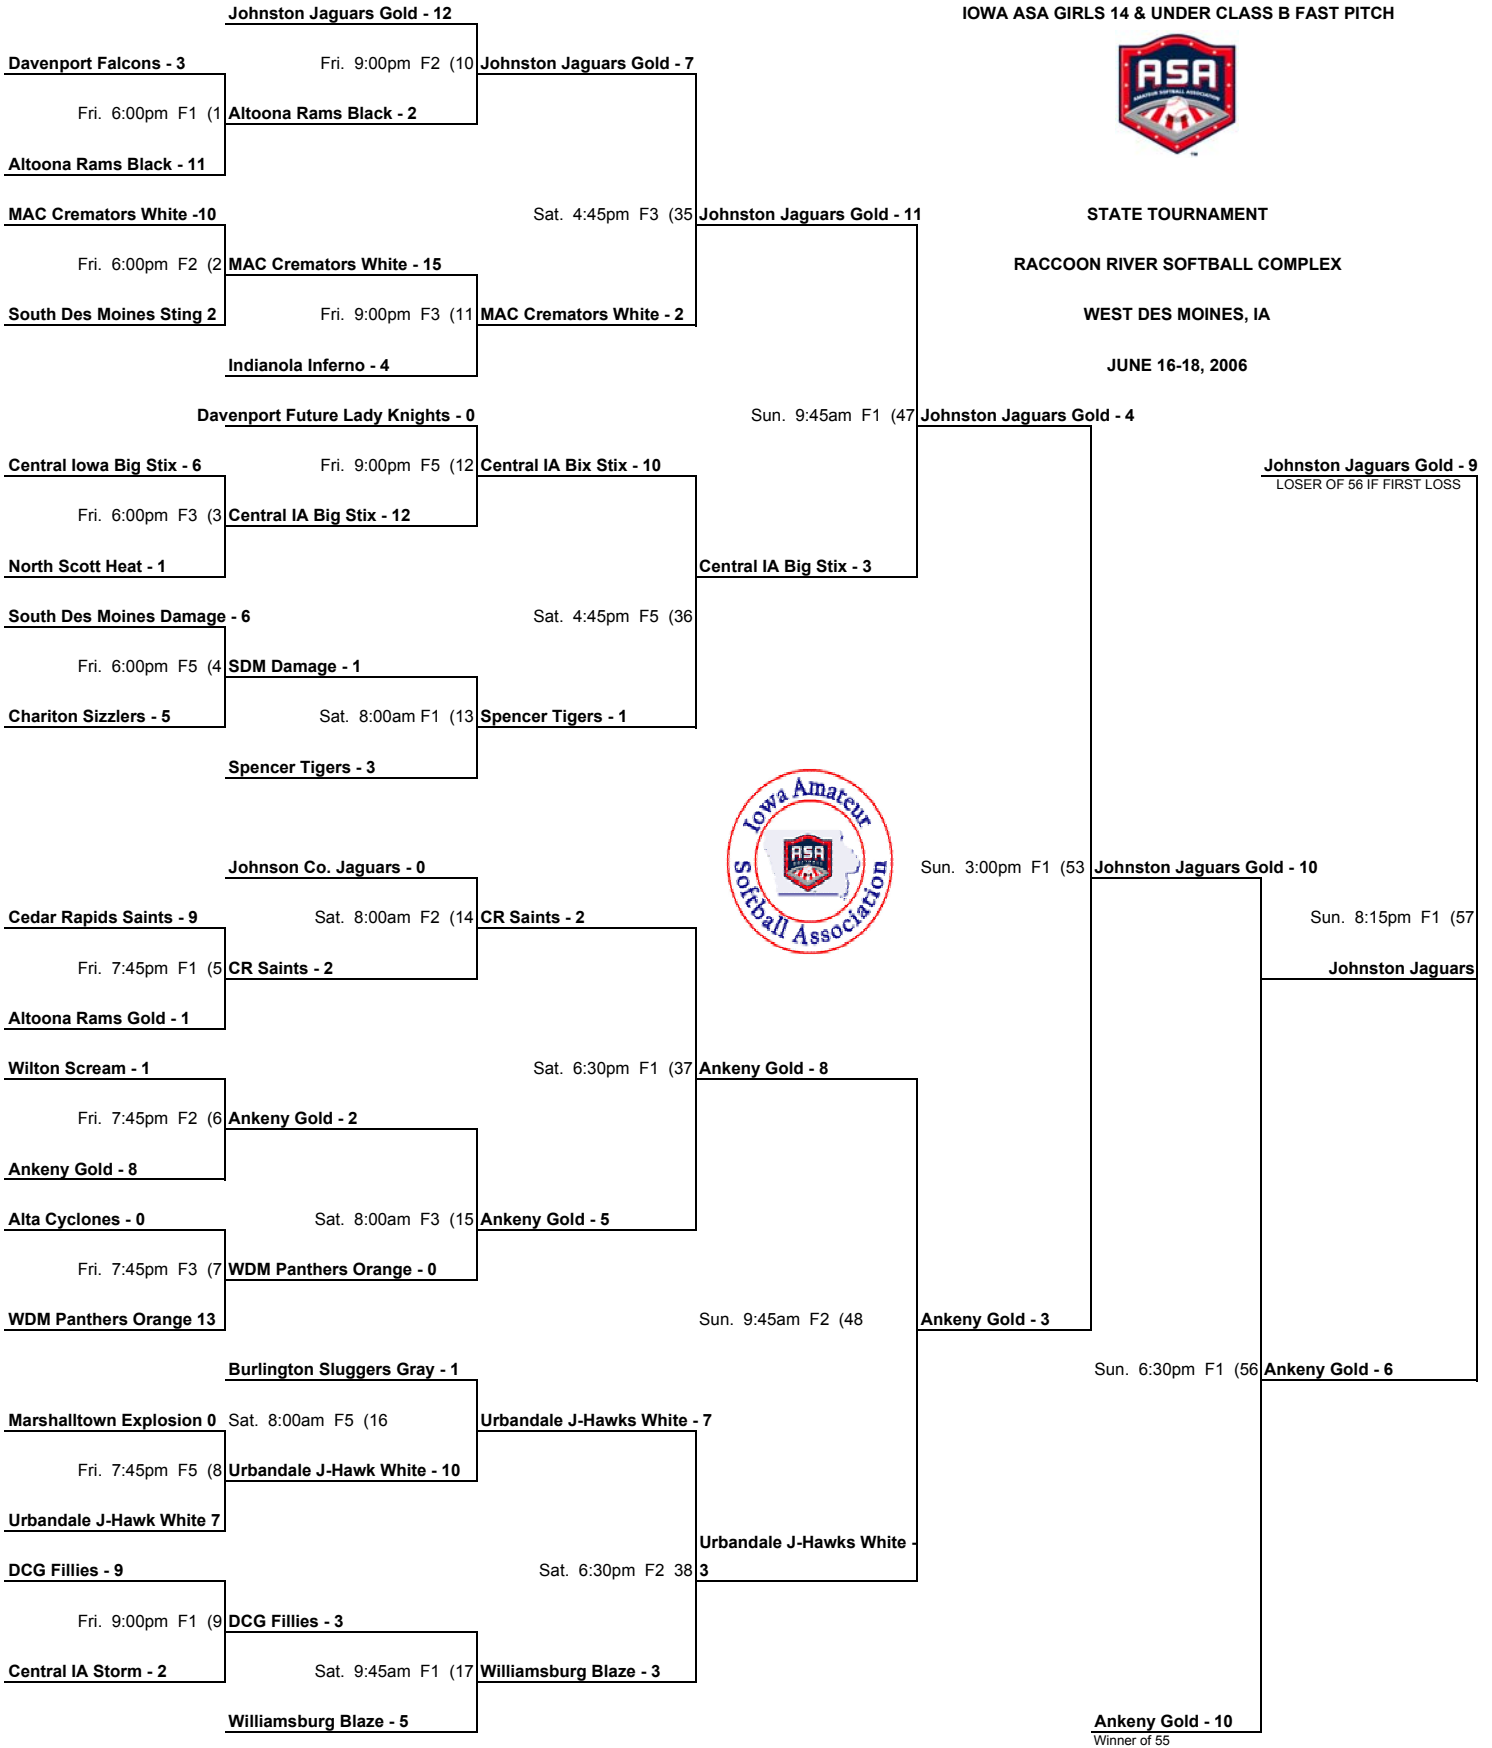 Johnston Jaguars Gold - 12
IOWA ASA GIRLS 14 & UNDER CLASS B FAST PITCH
Davenport Falcons - 3
Fri. 9:00pm F2 (10
Johnston Jaguars Gold - 7
ASA
AMATEUR SOFTBALL ASSOCIATION
TM
Fri. 6:00pm F1 (1
Altoona Rams Black - 2
Altoona Rams Black - 11
MAC Cremators White -10
Sat. 4:45pm F3 (35
Johnston Jaguars Gold - 11
STATE TOURNAMENT
Fri. 6:00pm F2 (2
MAC Cremators White - 15
RACCOON RIVER SOFTBALL COMPLEX
South Des Moines Sting 2
Fri. 9:00pm F3 (11
MAC Cremators White - 2
WEST DES MOINES, IA
Indianola Inferno - 4
JUNE 16-18, 2006
Davenport Future Lady Knights - 0
Sun. 9:45am F1 (47
Johnston Jaguars Gold - 4
Central Iowa Big Stix - 6
Fri. 9:00pm F5 (12
Central IA Bix Stix - 10
Johnston Jaguars Gold - 9
LOSER OF 56 IF FIRST LOSS
Fri. 6:00pm F3 (3
Central IA Big Stix - 12
North Scott Heat - 1
Central IA Big Stix - 3
South Des Moines Damage - 6
Sat. 4:45pm F5 (36
Fri. 6:00pm F5 (4
SDM Damage - 1
Chariton Sizzlers - 5
Sat. 8:00am F1 (13
Spencer Tigers - 1
Spencer Tigers - 3
Iowa Amateur
ASA
Softball Association
Johnson Co. Jaguars - 0
Sun. 3:00pm F1 (53
Johnston Jaguars Gold - 10
Cedar Rapids Saints - 9
Sat. 8:00am F2 (14
CR Saints - 2
Sun. 8:15pm F1 (57
Fri. 7:45pm F1 (5
CR Saints - 2
Johnston Jaguars
Altoona Rams Gold - 1
Wilton Scream - 1
Sat. 6:30pm F1 (37
Ankeny Gold - 8
Fri. 7:45pm F2 (6
Ankeny Gold - 2
Ankeny Gold - 8
Alta Cyclones - 0
Sat. 8:00am F3 (15
Ankeny Gold - 5
Fri. 7:45pm F3 (7
WDM Panthers Orange - 0
WDM Panthers Orange 13
Sun. 9:45am F2 (48
Ankeny Gold - 3
Burlington Sluggers Gray - 1
Sun. 6:30pm F1 (56
Ankeny Gold - 6
Marshalltown Explosion 0
Sat. 8:00am F5 (16
Urbandale J-Hawks White - 7
Fri. 7:45pm F5 (8
Urbandale J-Hawk White - 10
Urbandale J-Hawk White 7
Urbandale J-Hawks White -
3
DCG Fillies - 9
Sat. 6:30pm F2 38
Fri. 9:00pm F1 (9
DCG Fillies - 3
Central IA Storm - 2
Sat. 9:45am F1 (17
Williamsburg Blaze - 3
Williamsburg Blaze - 5
Ankeny Gold - 10
Winner of 55